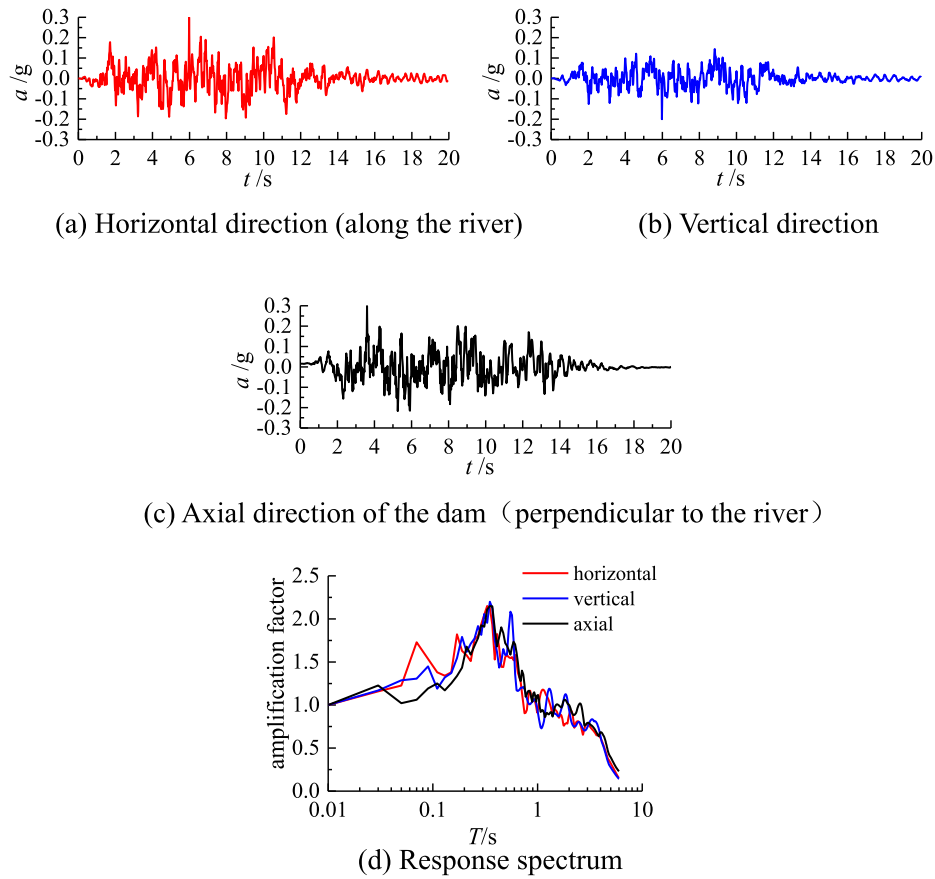 0.3
0.2
0.1
0.0
-0.1
-0.2
-0.3
a /g
0 2 4 6 8 10 12 14 16 18 20
t /s
(a) Horizontal direction (along the river)
0.3
0.2
0.1
0.0
-0.1
-0.2
-0.3
a /g
0 2 4 6 8 10 12 14 16 18 20
t /s
(b) Vertical direction
0.3
0.2
0.1
0.0
-0.1
-0.2
-0.3
a /g
0 2 4 6 8 10 12 14 16 18 20
t /s
(c) Axial direction of the dam（perpendicular to the river）
2.5
2.0
1.5
1.0
0.5
0.0
amplification factor
horizontal
vertical
axial
0.01 0.1 1 10
T/s
(d) Response spectrum